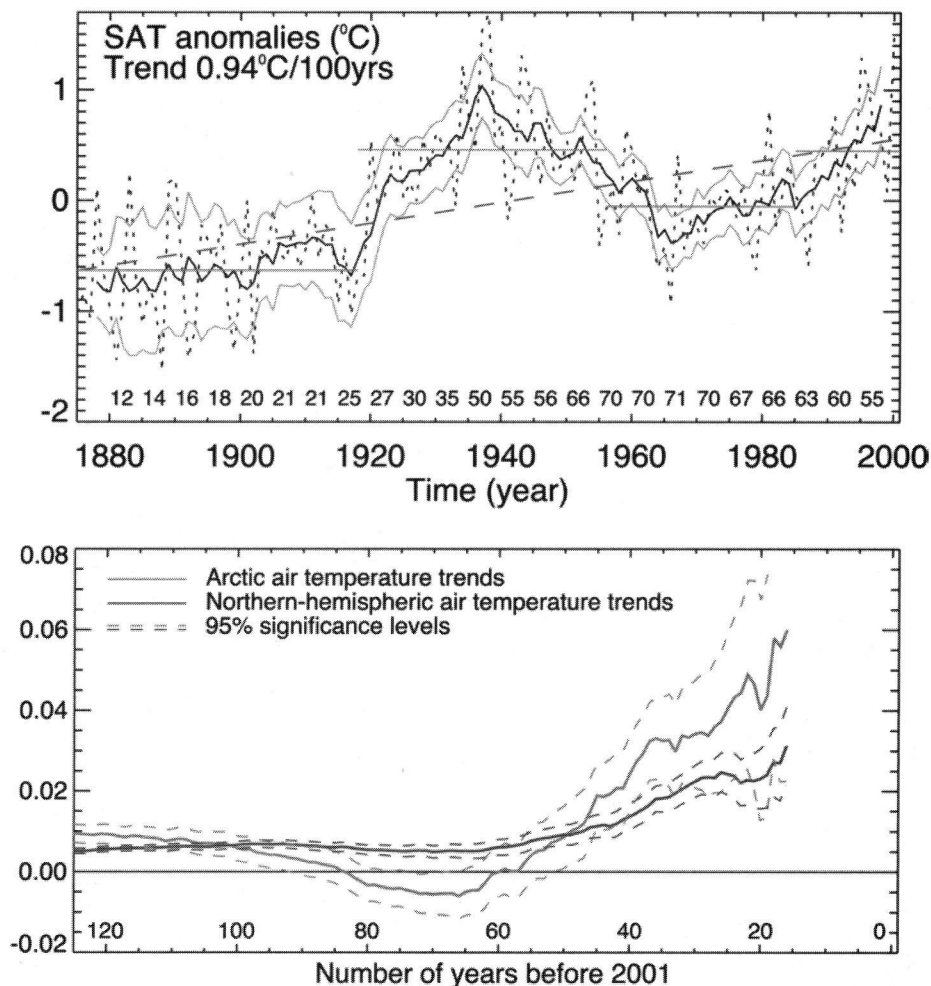 SAT anomalies (°C)
Trend 0.94°C/100yrs
1
0
-1
-2
12 14 16 18 20 21 21 25 27 30 35 50 55 56 66 70 70 71 70 67 66 63 60 55
1880 1900 1920 1940 1960 1980 2000
Time (year)
0.08
Arctic air temperature trends
Northern-hemispheric air temperature trends
95% significance levels
0.06
0.04
0.02
0.00
-0.02
120 100 80 60 40 20 0
Number of years before 2001